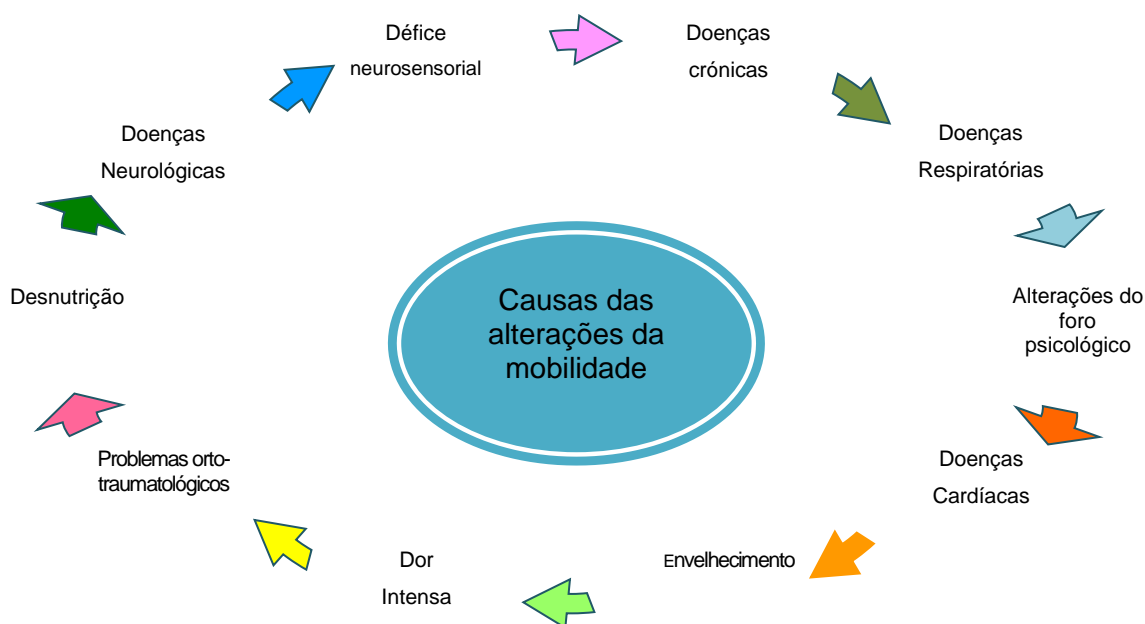 Défice
neurosensorial
Doenças
crónicas
Doenças
Respiratórias
Alterações do
foro
psicológico
Doenças
Cardíacas
Envelhecimento
Dor
Intensa
Problemas orto-
traumatológicos
Desnutrição
Doenças
Neurológicas
Causas das
alterações da
mobilidade